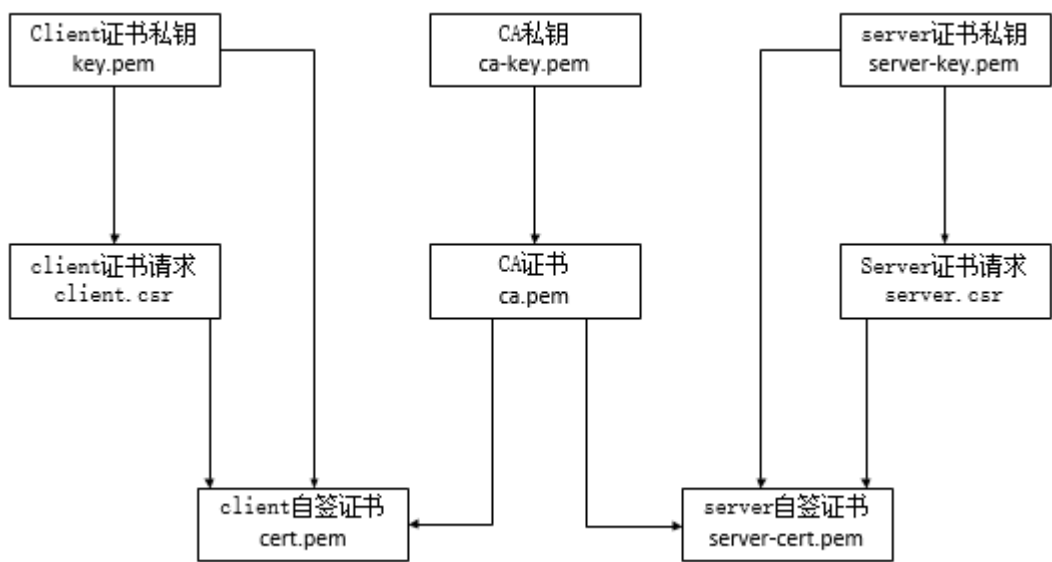 Client证书私钥
key.pem
CA私钥
ca-key.pem
server证书私钥
server-key.pem
client证书请求
client.csr
CA证书
ca.pem
Server证书请求
server.csr
client自签证书
cert.pem
server自签证书
server-cert.pem